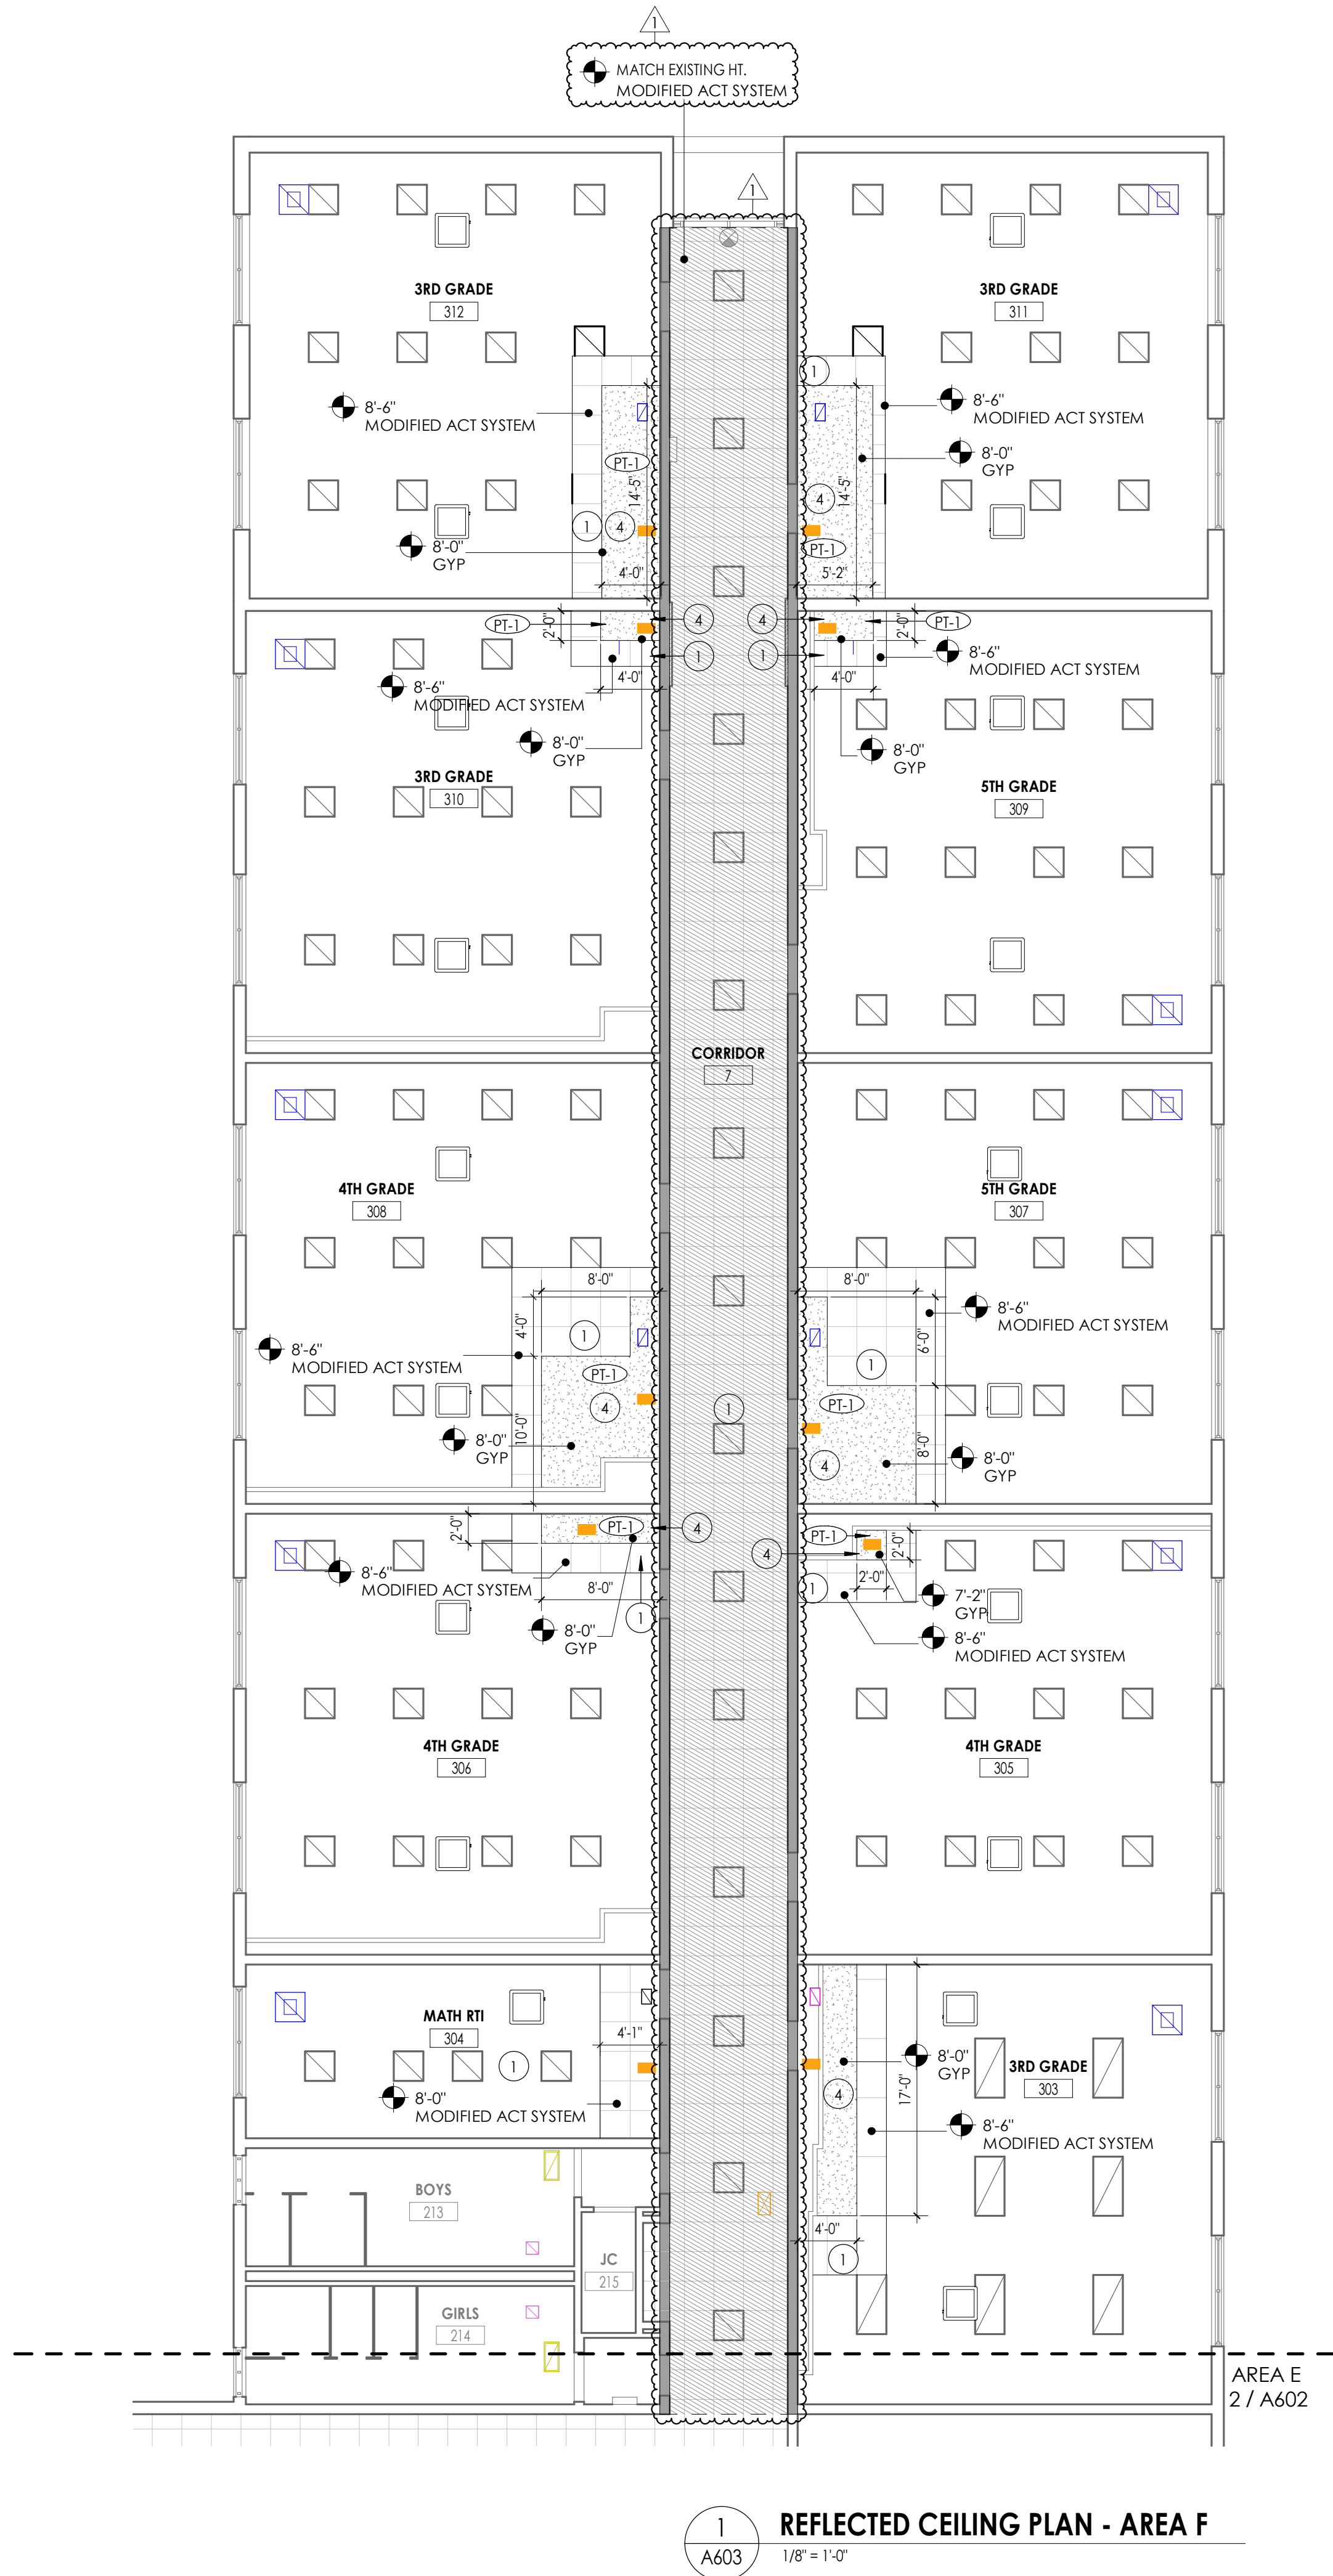 1
MATCH EXISTING HT.
MODIFIED ACT SYSTEM
1
3RD GRADE
312
3RD GRADE
311
1
8'-6"
MODIFIED ACT SYSTEM
8'-6"
MODIFIED ACT SYSTEM
8'-0"
GYP
PT-1
14'-5"
4
14'-5"
1
4
8'-0"
GYP
PT-1
4'-0"
5'-2"
PT-1
2'-0"
4
4
2'-0"
PT-1
1
1
8'-6"
MODIFIED ACT SYSTEM
8'-6"
MODIFIED ACT SYSTEM
4'-0"
4'-0"
8'-0"
GYP
8'-0"
GYP
3RD GRADE
310
5TH GRADE
309
CORRIDOR
7
4TH GRADE
308
5TH GRADE
307
8'-0"
8'-0"
8'-6"
MODIFIED ACT SYSTEM
4'-0"
1
6'-0"
8'-6"
MODIFIED ACT SYSTEM
1
PT-1
4
1
PT-1
10'-0"
8'-0"
GYP
4
8'-0"
8'-0"
GYP
2'-0"
PT-1
4
4
PT-1
2'-0"
8'-6"
MODIFIED ACT SYSTEM
8'-0"
1
1
2'-0"
7'-2"
GYP
8'-0"
GYP
8'-6"
MODIFIED ACT SYSTEM
4TH GRADE
306
4TH GRADE
305
MATH RTI
304
4'-1"
1
8'-0"
MODIFIED ACT SYSTEM
8'-0"
GYP
3RD GRADE
303
4
17'-0"
8'-6"
MODIFIED ACT SYSTEM
BOYS
213
4'-0"
1
JC
215
GIRLS
214
AREA E
2 / A602
1
A603
REFLECTED CEILING PLAN - AREA F
1/8" = 1'-0"